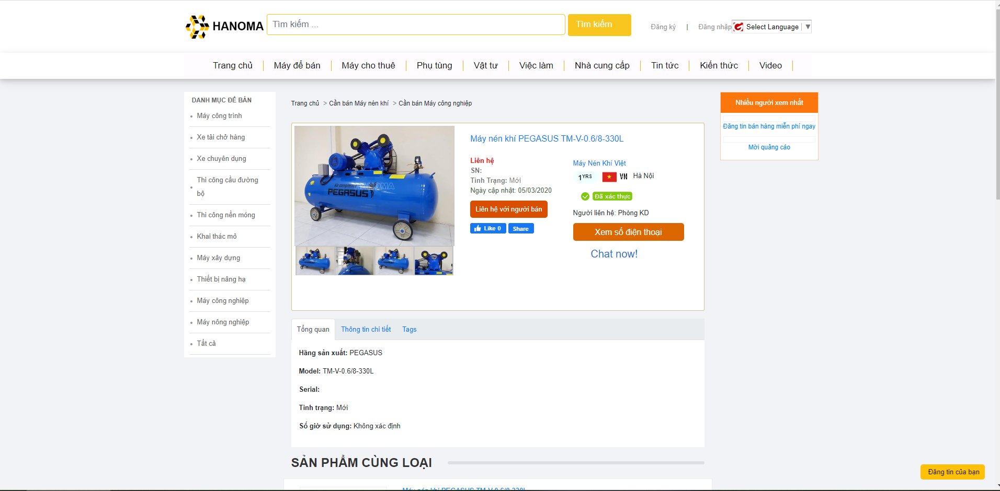 HANOMA
Tìm kiếm ...
Tìm kiếm
Đăng ký | Đăng nhập
Select Language ▼
Trang chủ
Máy để bán
Máy cho thuê
Phụ tùng
Vật tư
Việc làm
Nhà cung cấp
Tin tức
Kiến thức
Video
DANH MỤC ĐỂ BÁN
Máy công trình
Xe tải chở hàng
Xe chuyên dụng
Thi công cầu đường
bộ
Thi công nền móng
Khai thác mỏ
Máy xây dựng
Thiết bị nâng hạ
Máy công nghiệp
Máy nông nghiệp
Tất cả
Trang chủ > Cần bán Máy nén khí > Cần bán Máy công nghiệp
Air compressor
HANOMA
PEGASUS
Máy nén khí PEGASUS TM-V-0.6/8-330L
Liên hệ
SN:
Tình Trạng: Mới
Ngày cập nhật: 05/03/2020
Liên hệ với người bán
Like 0
Share
Máy Nén Khí Việt
1YRS VN Hà Nội
Đã xác thực
Người liên hệ: Phòng KD
Xem số điện thoại
Chat now!
Nhiều người xem nhất
Đăng tin bán hàng miễn phí ngay
Mời quảng cáo
Tổng quan
Thông tin chi tiết
Tags
Hãng sản xuất: PEGASUS
Model: TM-V-0.6/8-330L
Serial:
Tình trạng: Mới
Số giờ sử dụng: Không xác định
SẢN PHẨM CÙNG LOẠI
Máy nén khí PEGASUS TM-V-0.6/8-330L
Đăng tin của bạn